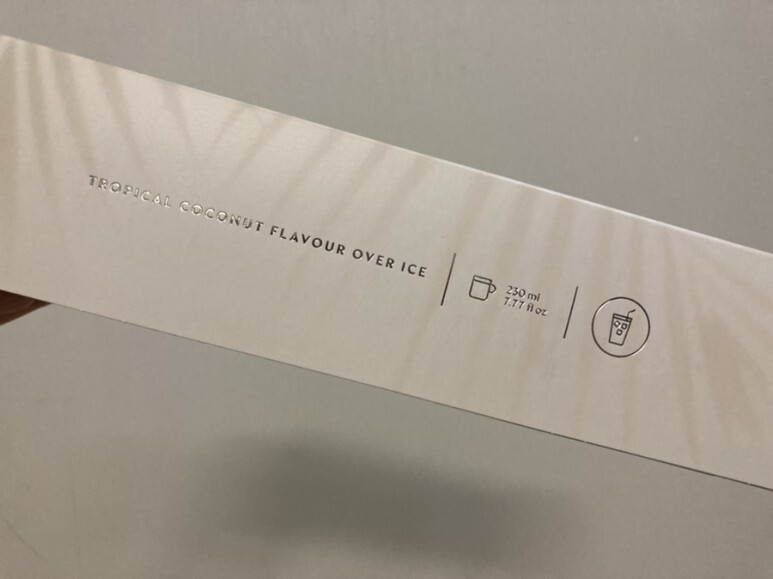 TROPICAL COCONUT FLAVOUR OVER ICE
230 ml
7.77 fl oz